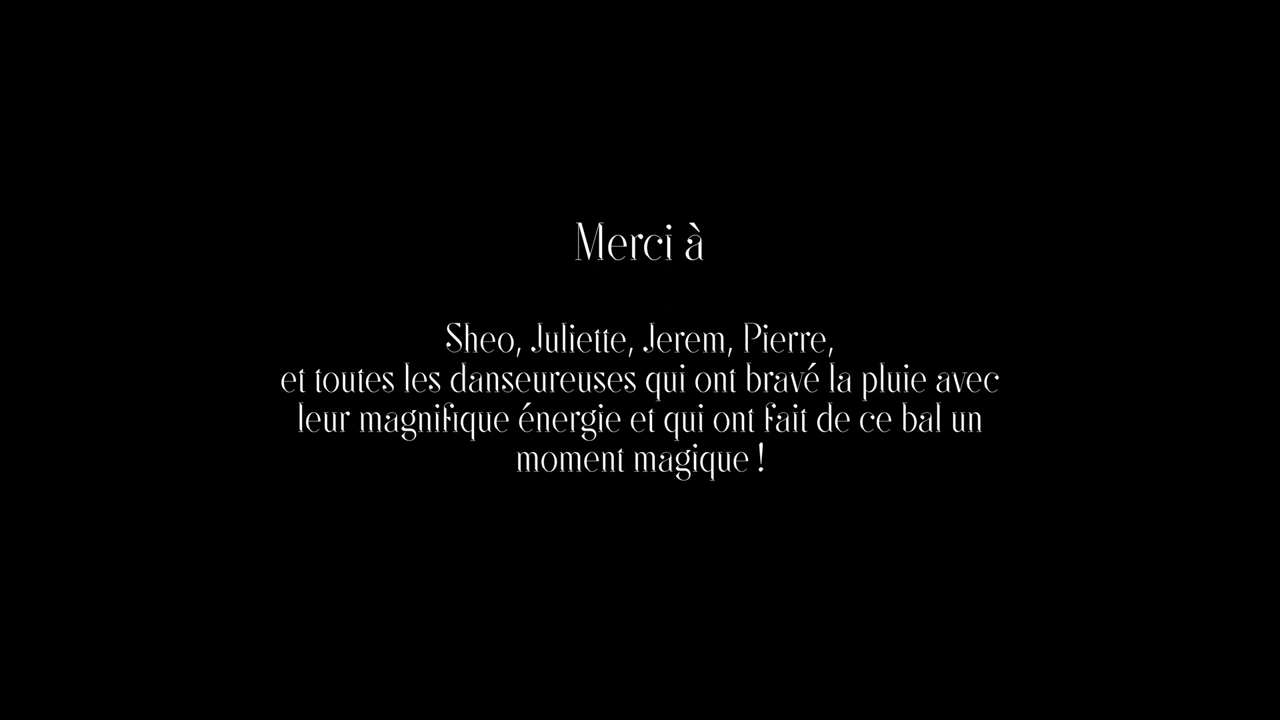 Merci à
Sheo, Juliette, Jerem, Pierre,
et toutes les danseureuses qui ont bravé la pluie avec
leur magnifique énergie et qui ont fait de ce bal un
moment magique !